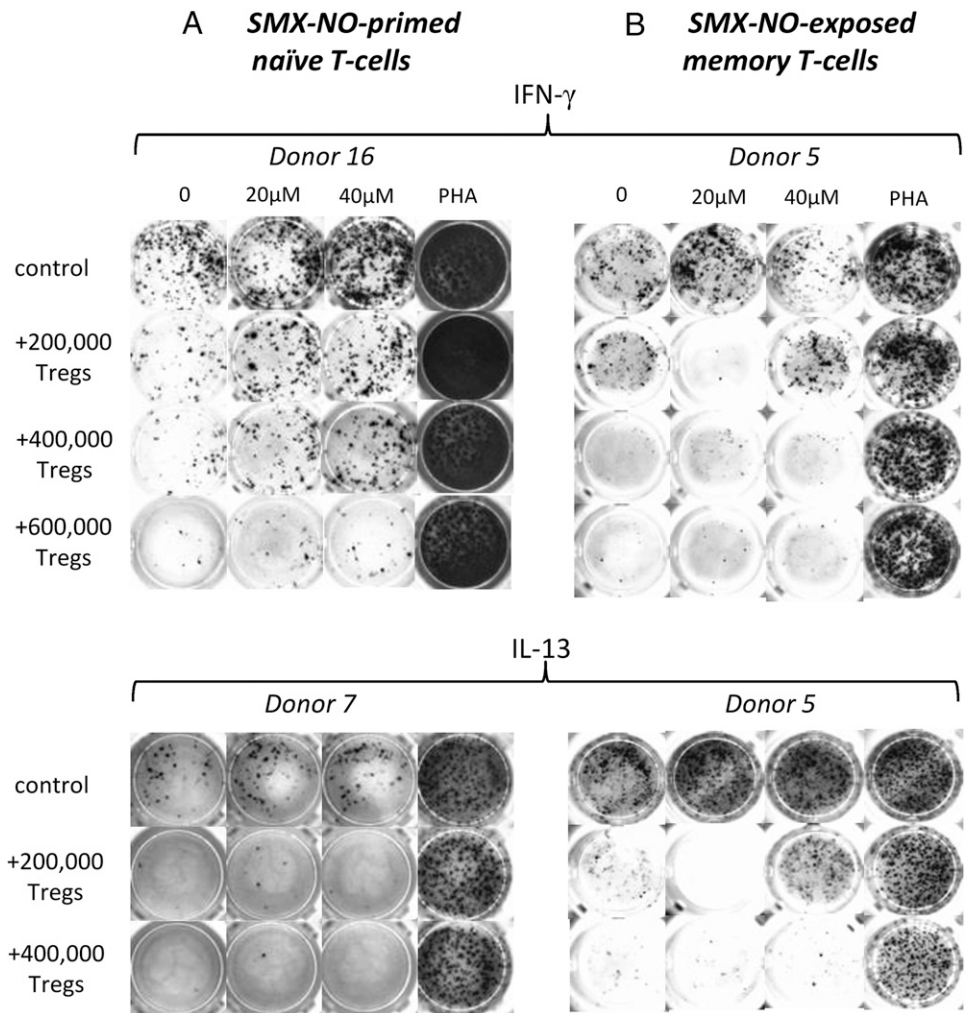 A SMX-NO-primed
naïve T-cells
B SMX-NO-exposed
memory T-cells
IFN-γ
Donor 16
Donor 5
0 20µM 40µM PHA
0 20µM 40µM PHA
control
+200,000
Tregs
+400,000
Tregs
+600,000
Tregs
IL-13
Donor 7
Donor 5
control
+200,000
Tregs
+400,000
Tregs